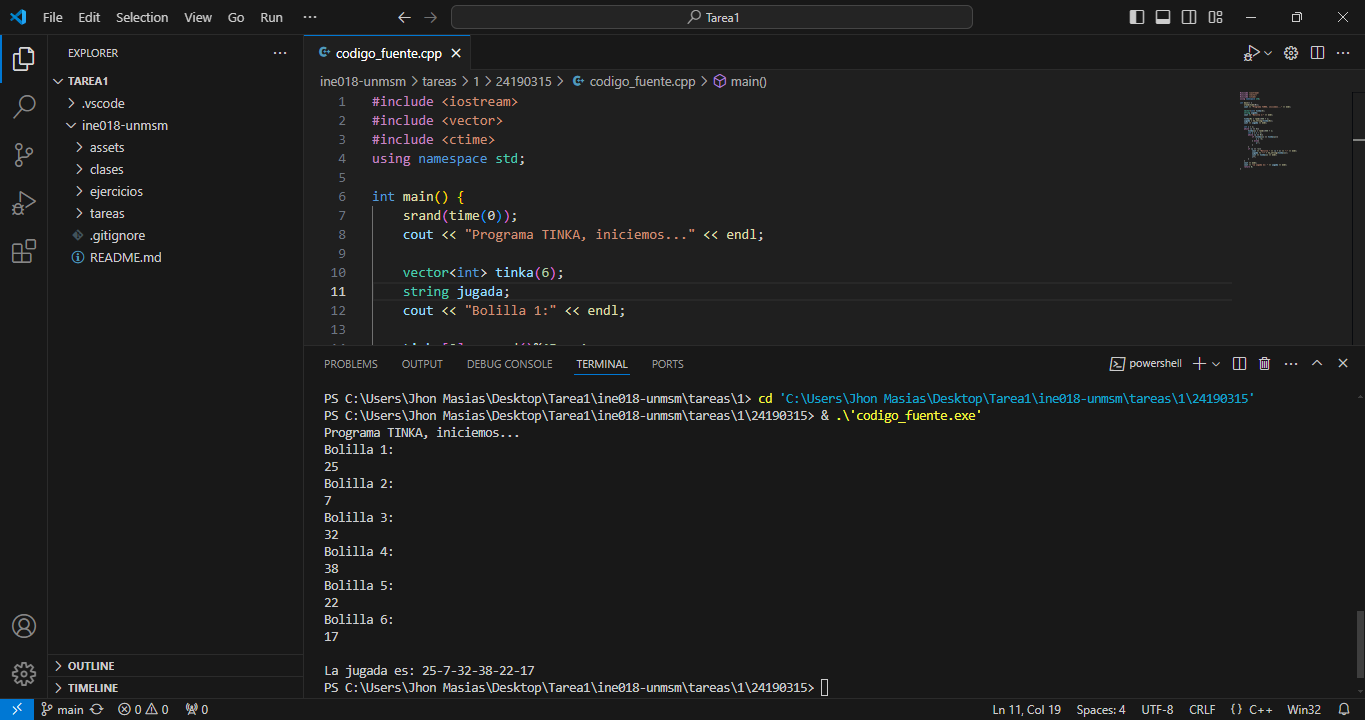 File Edit Selection View Go Run ··· Tarea1
EXPLORER ···
TAREA1
.vscode
ine018-unmsm
assets
clases
ejercicios
tareas
.gitignore
README.md
OUTLINE
TIMELINE
codigo_fuente.cpp
ine018-unmsm > tareas > 1 > 24190315 > codigo_fuente.cpp > main()
1 #include <iostream>
2 #include <vector>
3 #include <ctime>
4 using namespace std;
5
6 int main() {
7 srand(time(0));
8 cout << "Programa TINKA, iniciemos..." << endl;
9
10 vector<int> tinka(6);
11 string jugada;
12 cout << "Bolilla 1:" << endl;
13
PROBLEMS OUTPUT DEBUG CONSOLE TERMINAL PORTS powershell
PS C:\Users\Jhon Masias\Desktop\Tarea1\ine018-unmsm\tareas\1> cd 'C:\Users\Jhon Masias\Desktop\Tarea1\ine018-unmsm\tareas\1\24190315'
PS C:\Users\Jhon Masias\Desktop\Tarea1\ine018-unmsm\tareas\1\24190315> & .\'codigo_fuente.exe'
Programa TINKA, iniciemos...
Bolilla 1:
25
Bolilla 2:
7
Bolilla 3:
32
Bolilla 4:
38
Bolilla 5:
22
Bolilla 6:
17
La jugada es: 25-7-32-38-22-17
PS C:\Users\Jhon Masias\Desktop\Tarea1\ine018-unmsm\tareas\1\24190315>
main 0 0 0 Ln 11, Col 19 Spaces: 4 UTF-8 CRLF {} C++ Win32